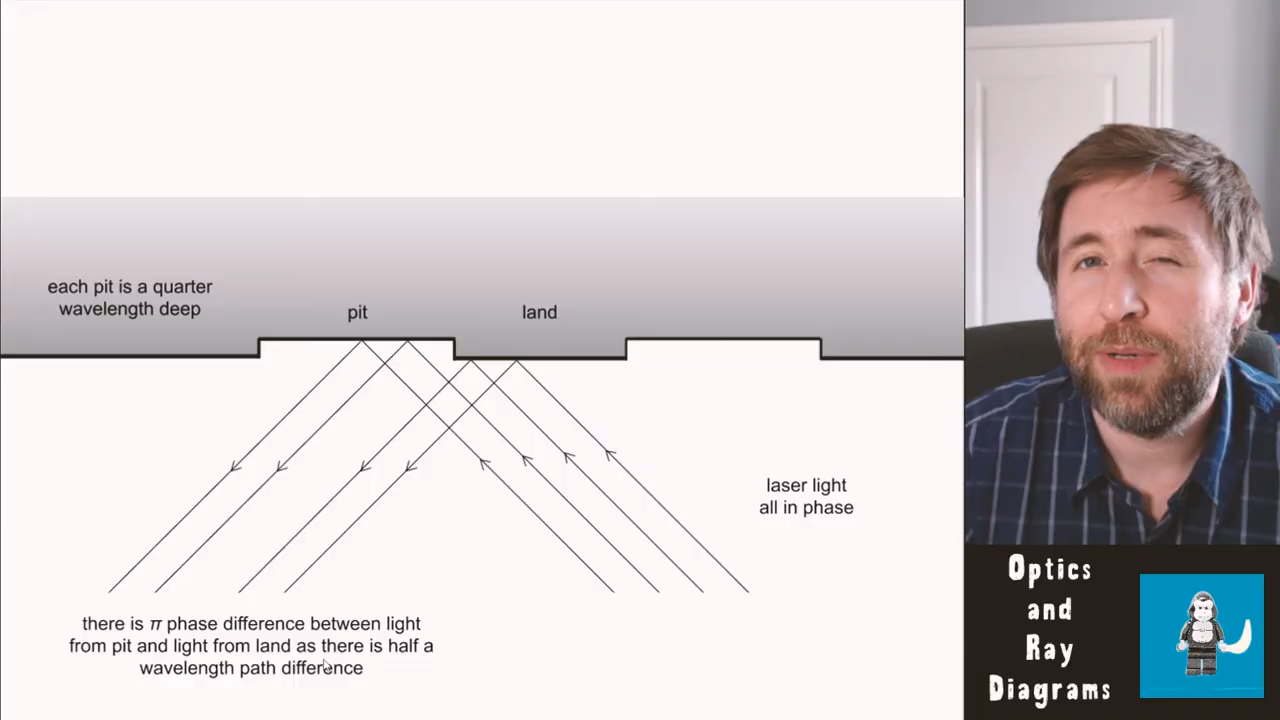 each pit is a quarter
wavelength deep
pit
land
laser light
all in phase
there is π phase difference between light
from pit and light from land as there is half a
wavelength path difference
Optics
and
Ray
Diagrams